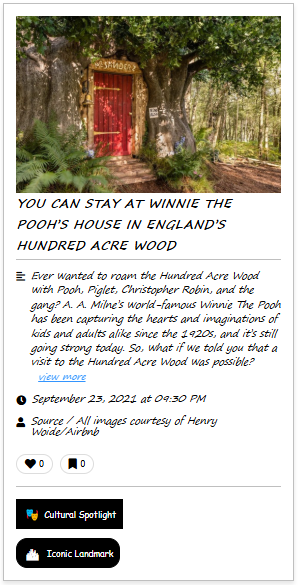 YOU CAN STAY AT WINNIE THE
POOH'S HOUSE IN ENGLAND'S
HUNDRED ACRE WOOD
Ever wanted to roam the Hundred Acre Wood
with Pooh, Piglet, Christopher Robin, and the
gang? A. A. Milne's world-famous Winnie The Pooh
has been capturing the hearts and imaginations of
kids and adults alike since the 1920s, and it's still
going strong today. So, what if we told you that a
visit to the Hundred Acre Wood was possible?
view more
September 23, 2021 at 09:30 PM
Source / All images courtesy of Henry
Woide/Airbnb
0 0
Cultural Spotlight
Iconic Landmark